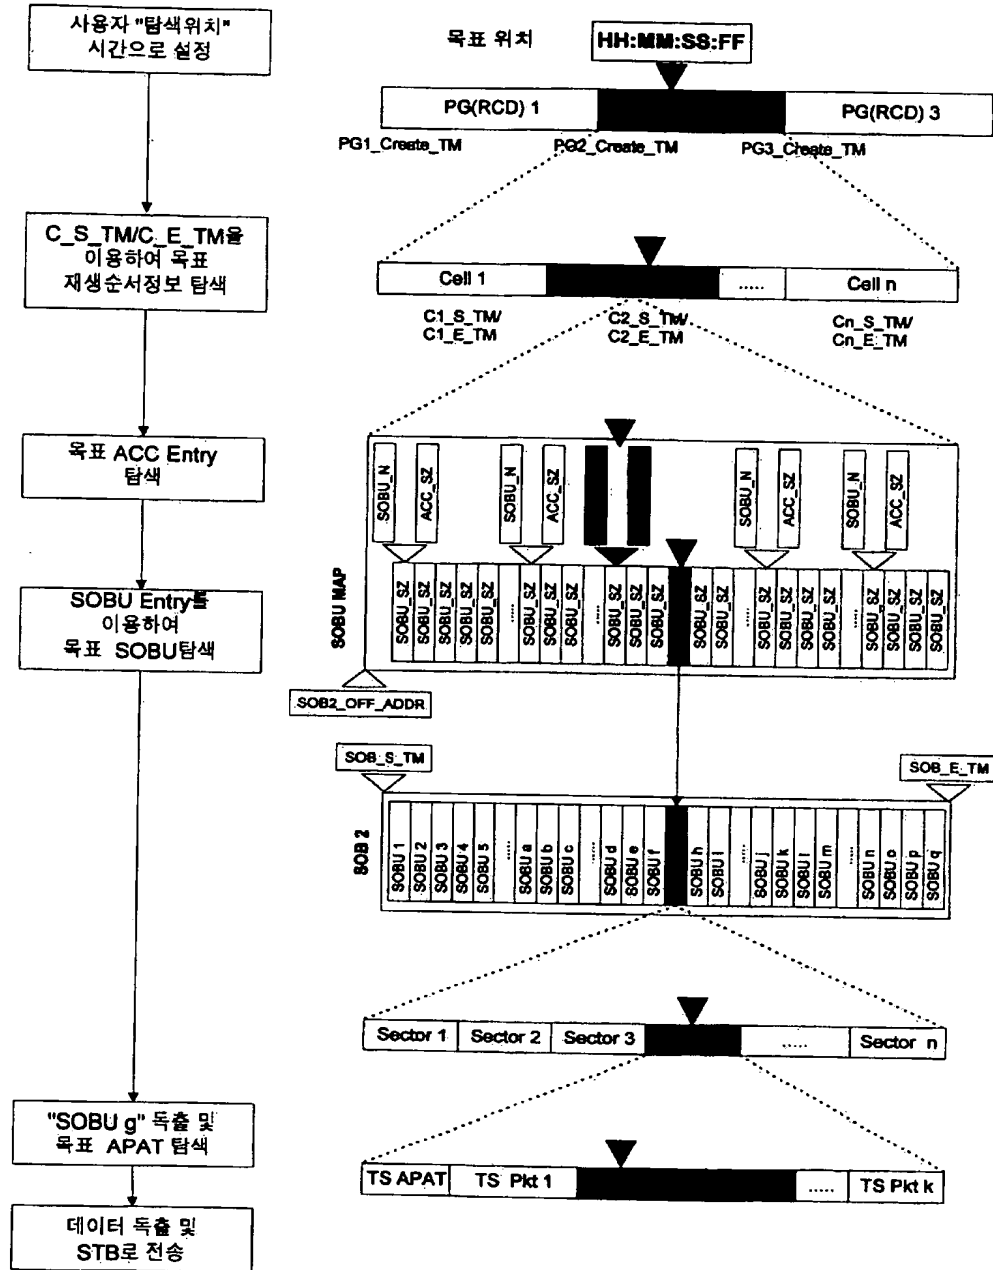 사용자 "탐색위치"
시간으로 설정
목표 위치
HH:MM:SS:FF
PG(RCD) 1
PG(RCD) 3
PG1_Create_TM
PG2_Create_TM
PG3_Create_TM
C_S_TM/C_E_TM을
이용하여 목표
재생순서정보 탐색
Cell 1
.....
Cell n
C1_S_TM/
C1_E_TM
C2_S_TM/
C2_E_TM
Cn_S_TM/
Cn_E_TM
목표 ACC Entry
탐색
SOBU_N
ACC_SZ
SOBU_N
ACC_SZ
SOBU_N
ACC_SZ
SOBU_N
ACC_SZ
SOBU Entry를
이용하여
목표 SOBU탐색
SOBU MAP
SOBU_SZ
SOBU_SZ
SOBU_SZ
SOBU_SZ
SOBU_SZ
.....
SOBU_SZ
SOBU_SZ
SOBU_SZ
.....
SOBU_SZ
SOBU_SZ
SOBU_SZ
SOBU_SZ
SOBU_SZ
.....
SOBU_SZ
SOBU_SZ
SOBU_SZ
SOBU_SZ
.....
SOBU_SZ
SOBU_SZ
SOBU_SZ
SOBU_SZ
SOB2_OFF_ADDR
SOB_S_TM
SOB_E_TM
SOB 2
SOBU 1
SOBU 2
SOBU 3
SOBU 4
SOBU 5
.....
SOBU a
SOBU b
SOBU c
.....
SOBU d
SOBU e
SOBU f
SOBU h
SOBU i
.....
SOBU j
SOBU k
SOBU l
SOBU m
.....
SOBU n
SOBU o
SOBU p
SOBU q
Sector 1
Sector 2
Sector 3
.....
Sector n
"SOBU g" 독출 및
목표 APAT 탐색
TS APAT
TS Pkt 1
.....
TS Pkt k
데이터 독출 및
STB로 전송